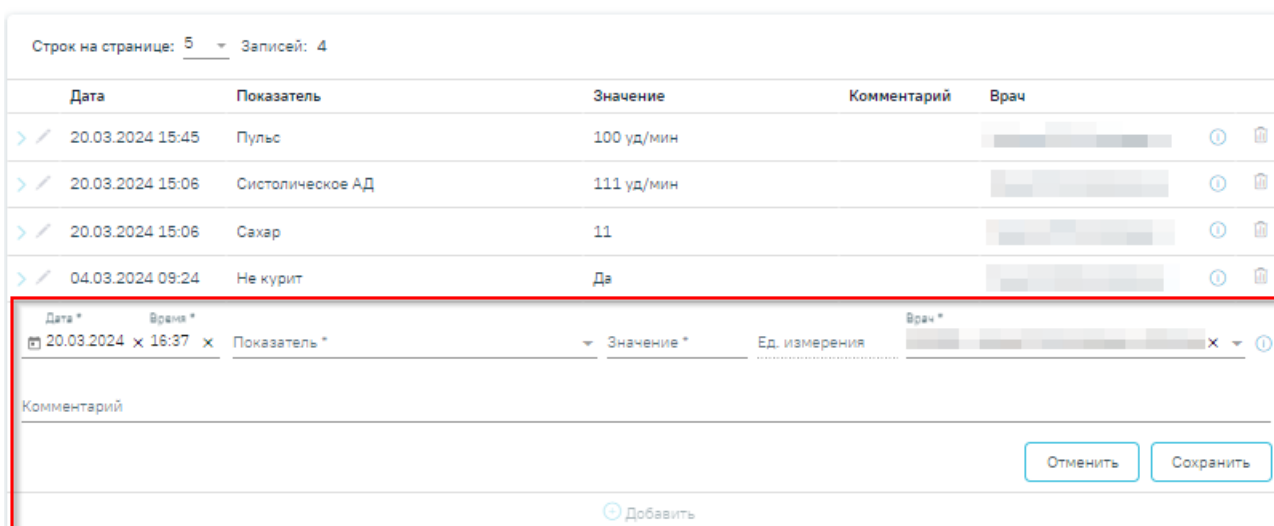 Строк на странице: 5 Записей: 4
Дата Показатель Значение Комментарий Врач
20.03.2024 15:45 Пульс 100 уд/мин
20.03.2024 15:06 Систолическое АД 111 уд/мин
20.03.2024 15:06 Сахар 11
04.03.2024 09:24 Не курит Да
Дата * Время * Врач *
20.03.2024 × 16:37 × Показатель * Значение * Ед. измерения ×
Комментарий
Отменить Сохранить
Добавить